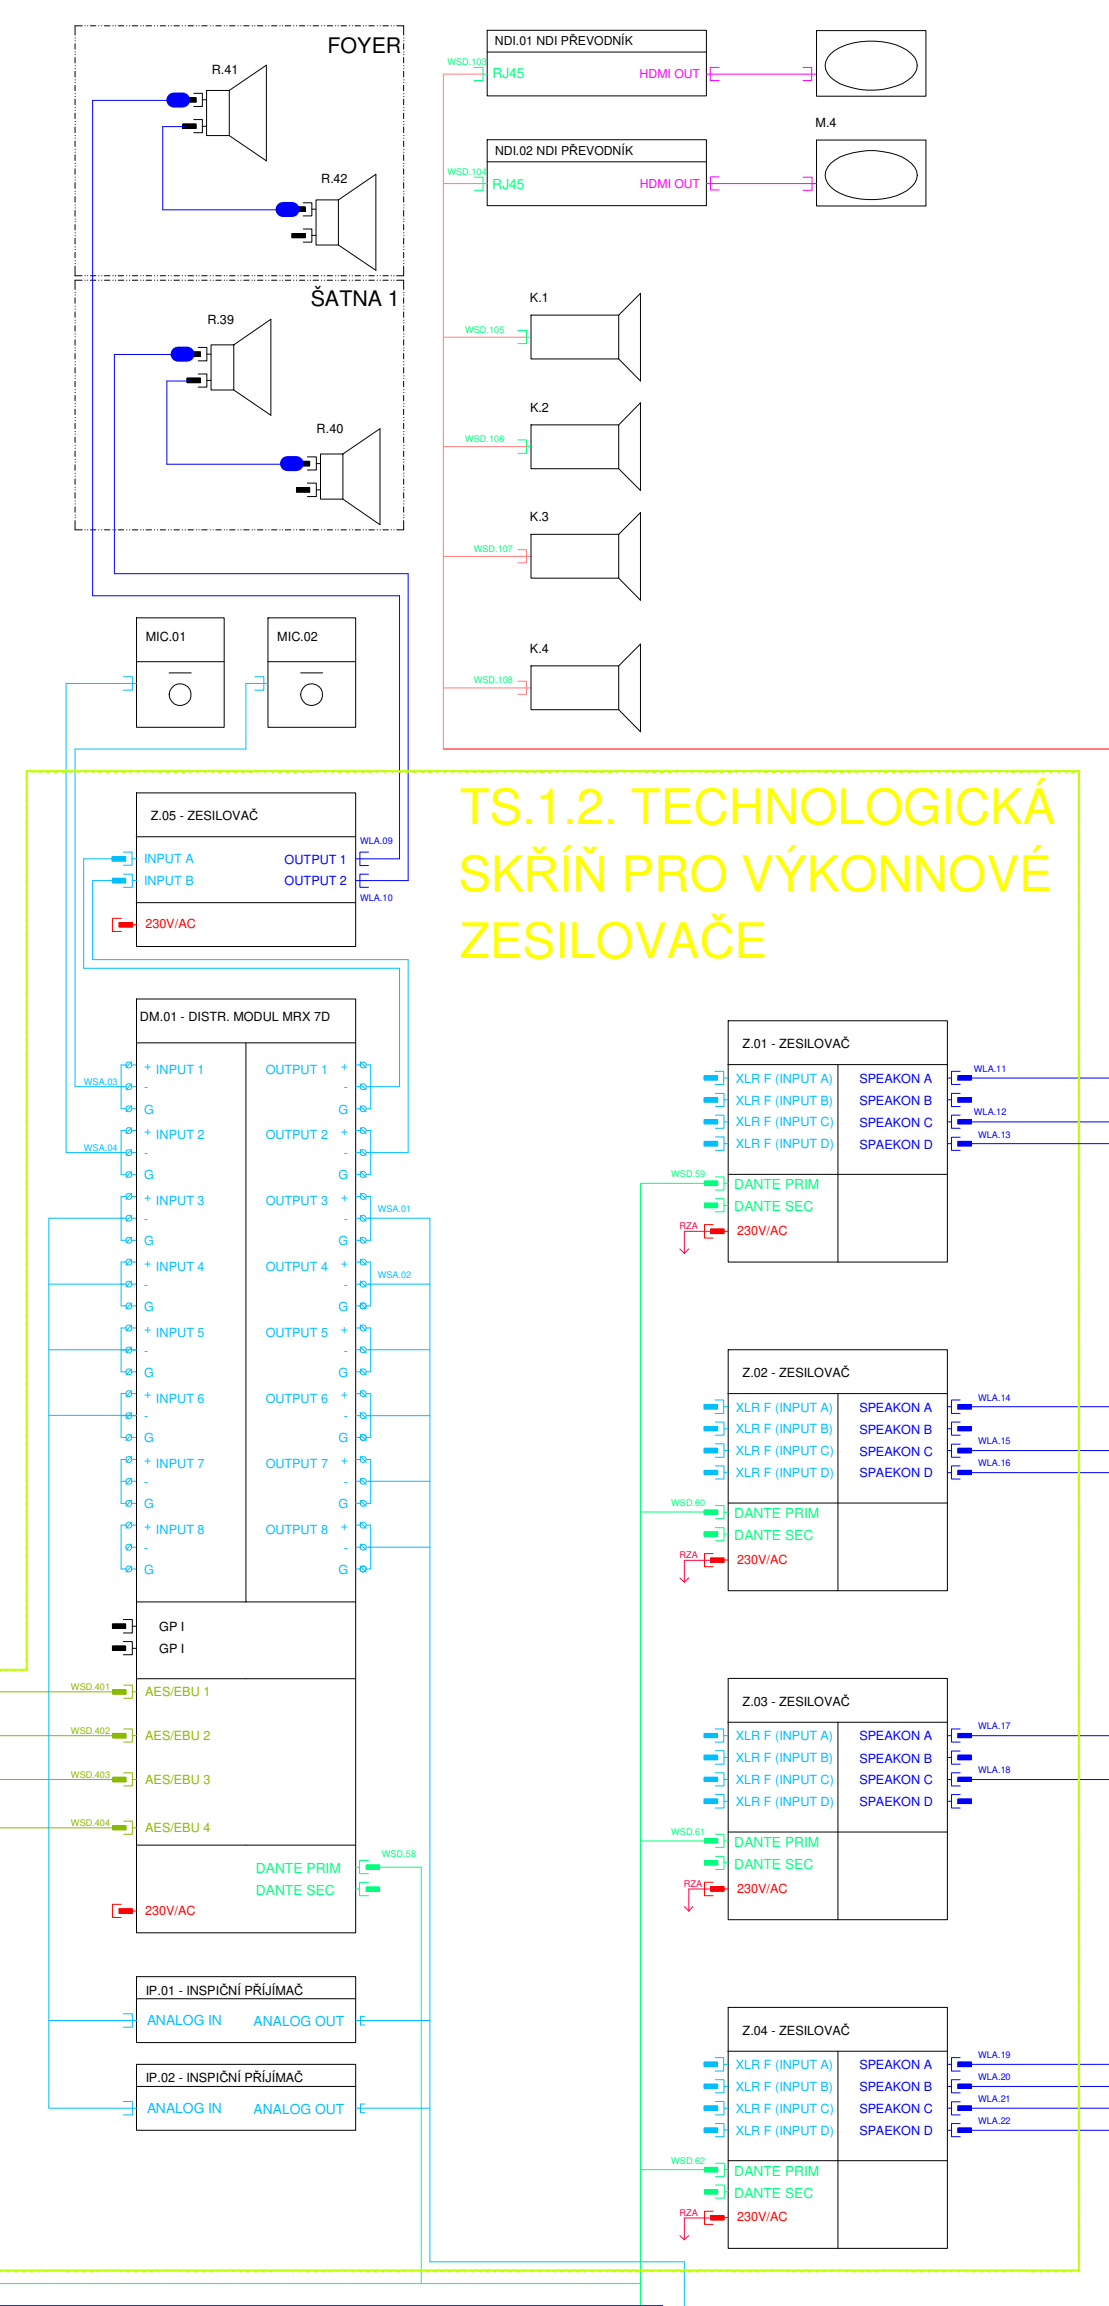 FOYER
R.41
R.42
ŠATNA 1
R.39
R.40
NDI.01 NDI PŘEVODNÍK
WSD.103
RJ45
HDMI OUT
M.4
NDI.02 NDI PŘEVODNÍK
WSD.104
RJ45
HDMI OUT
K.1
WSD.105
K.2
WSD.106
K.3
WSD.107
K.4
WSD.108
MIC.01
MIC.02
TS.1.2. TECHNOLOGICKÁ
SKŘÍŇ PRO VÝKONNOVÉ
ZESILOVAČE
Z.05 - ZESILOVAČ
WLA.09
INPUT A
OUTPUT 1
INPUT B
OUTPUT 2
WLA.10
230V/AC
DM.01 - DISTR. MODUL MRX 7D
+ INPUT 1
OUTPUT 1 +
WSA.03
-
-
G
G
+ INPUT 2
OUTPUT 2 +
WSA.04
-
-
G
G
+ INPUT 3
OUTPUT 3 +
WSA.01
-
-
G
G
+ INPUT 4
OUTPUT 4 +
WSA.02
-
-
G
G
+ INPUT 5
OUTPUT 5 +
-
-
G
G
+ INPUT 6
OUTPUT 6 +
-
-
G
G
+ INPUT 7
OUTPUT 7 +
-
-
G
G
+ INPUT 8
OUTPUT 8 +
-
-
G
G
GP I
GP I
WSD.401
AES/EBU 1
WSD.402
AES/EBU 2
WSD.403
AES/EBU 3
WSD.404
AES/EBU 4
WSD.58
DANTE PRIM
DANTE SEC
230V/AC
IP.01 - INSPIČNÍ PŘÍJÍMAČ
ANALOG IN
ANALOG OUT
IP.02 - INSPIČNÍ PŘÍJÍMAČ
ANALOG IN
ANALOG OUT
Z.01 - ZESILOVAČ
XLR F (INPUT A)
SPEAKON A
WLA.11
XLR F (INPUT B)
SPEAKON B
XLR F (INPUT C)
SPEAKON C
WLA.12
XLR F (INPUT D)
SPAEKON D
WLA.13
WSD.59
DANTE PRIM
DANTE SEC
RZA
230V/AC
Z.02 - ZESILOVAČ
XLR F (INPUT A)
SPEAKON A
WLA.14
XLR F (INPUT B)
SPEAKON B
XLR F (INPUT C)
SPEAKON C
WLA.15
XLR F (INPUT D)
SPAEKON D
WLA.16
WSD.60
DANTE PRIM
DANTE SEC
RZA
230V/AC
Z.03 - ZESILOVAČ
XLR F (INPUT A)
SPEAKON A
WLA.17
XLR F (INPUT B)
SPEAKON B
XLR F (INPUT C)
SPEAKON C
WLA.18
XLR F (INPUT D)
SPAEKON D
WSD.61
DANTE PRIM
DANTE SEC
RZA
230V/AC
Z.04 - ZESILOVAČ
XLR F (INPUT A)
SPEAKON A
WLA.19
XLR F (INPUT B)
SPEAKON B
WLA.20
XLR F (INPUT C)
SPEAKON C
WLA.21
XLR F (INPUT D)
SPAEKON D
WLA.22
WSD.62
DANTE PRIM
DANTE SEC
RZA
230V/AC